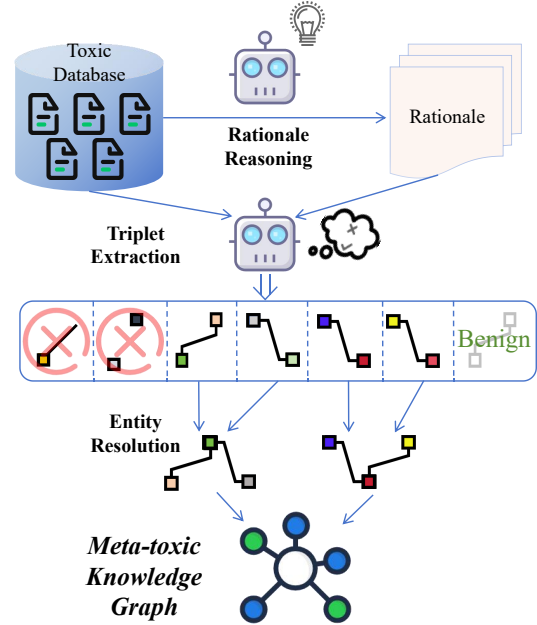 Toxic
Database
Rationale
Reasoning
Rationale
Triplet
Extraction
Benign
Entity
Resolution
Meta-toxic
Knowledge
Graph